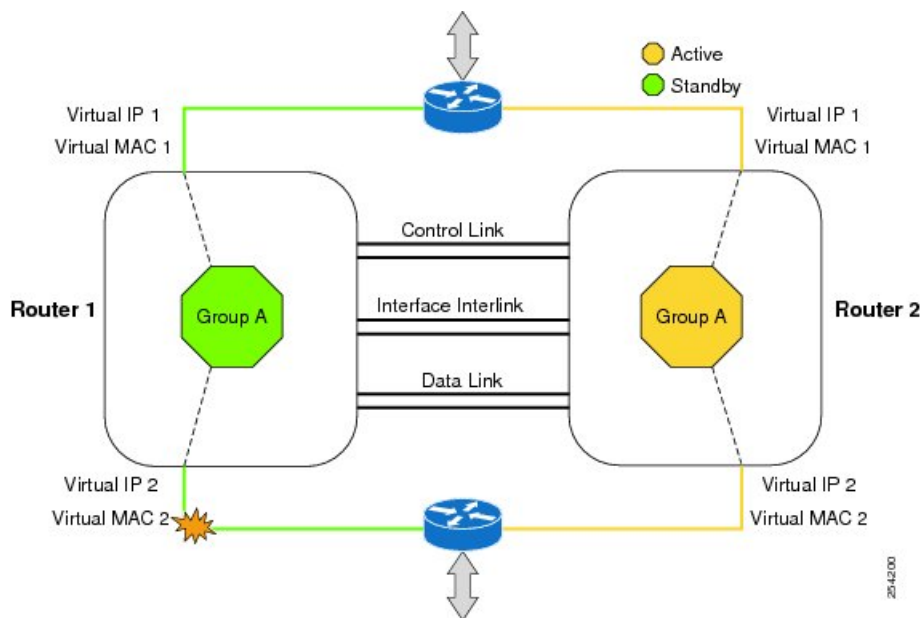 Active
Standby
Virtual IP 1
Virtual MAC 1
Virtual IP 1
Virtual MAC 1
Control Link
Router 1
Group A
Interface Interlink
Group A
Router 2
Data Link
Virtual IP 2
Virtual MAC 2
Virtual IP 2
Virtual MAC 2
254200